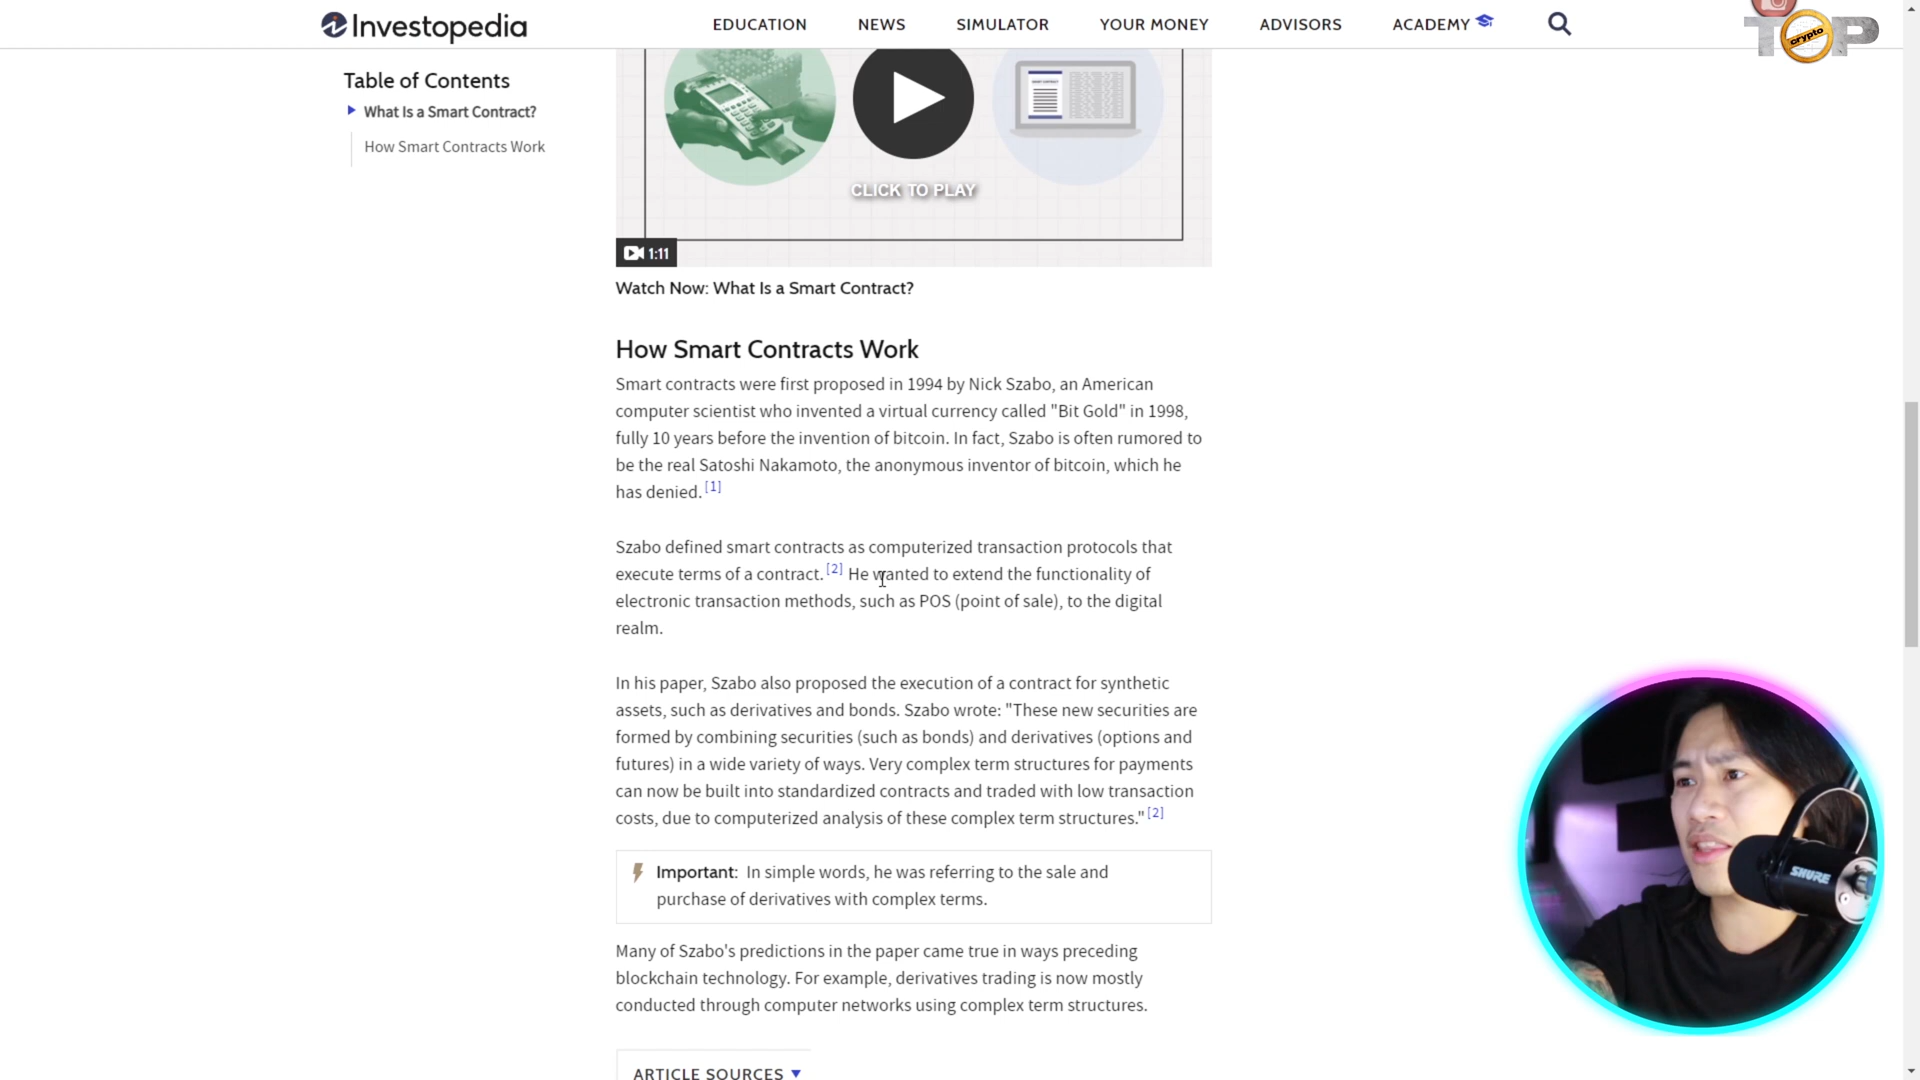 Investopedia
EDUCATION NEWS SIMULATOR YOUR MONEY ADVISORS ACADEMY
TOP
crypto
Table of Contents
What Is a Smart Contract?
How Smart Contracts Work
CLICK TO PLAY
1:11
Watch Now: What Is a Smart Contract?
How Smart Contracts Work
Smart contracts were first proposed in 1994 by Nick Szabo, an American
computer scientist who invented a virtual currency called "Bit Gold" in 1998,
fully 10 years before the invention of bitcoin. In fact, Szabo is often rumored to
be the real Satoshi Nakamoto, the anonymous inventor of bitcoin, which he
has denied. [1]
Szabo defined smart contracts as computerized transaction protocols that
execute terms of a contract. [2] He wanted to extend the functionality of
electronic transaction methods, such as POS (point of sale), to the digital
realm.
In his paper, Szabo also proposed the execution of a contract for synthetic
assets, such as derivatives and bonds. Szabo wrote: "These new securities are
formed by combining securities (such as bonds) and derivatives (options and
futures) in a wide variety of ways. Very complex term structures for payments
can now be built into standardized contracts and traded with low transaction
costs, due to computerized analysis of these complex term structures." [2]
Important: In simple words, he was referring to the sale and
purchase of derivatives with complex terms.
Many of Szabo's predictions in the paper came true in ways preceding
blockchain technology. For example, derivatives trading is now mostly
conducted through computer networks using complex term structures.
ARTICLE SOURCES
SHURE